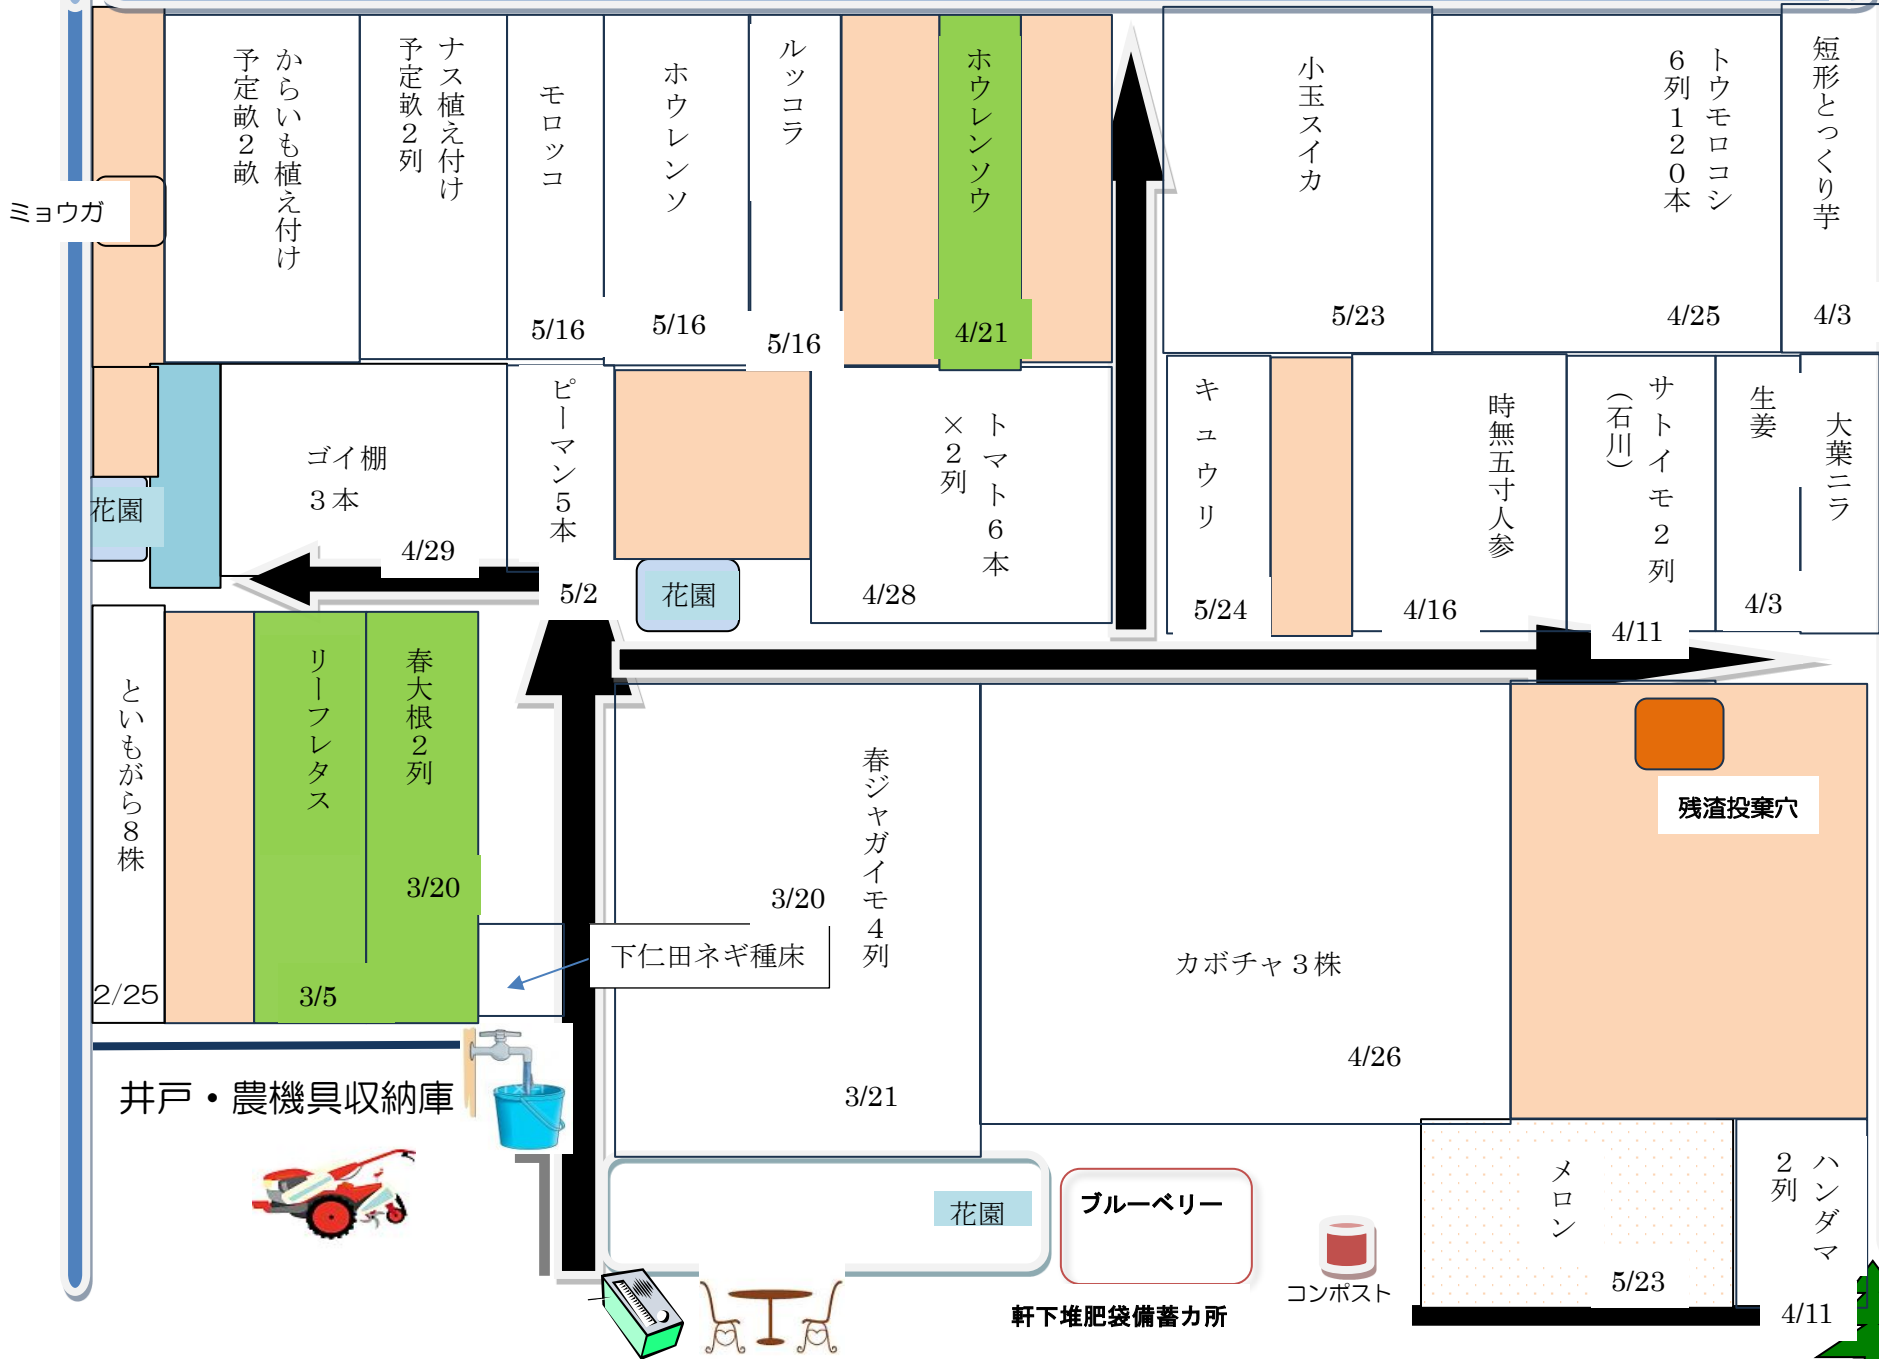 からいも植え付け
予定畝２畝
ナス植え付け
予定畝２列
モロッコ
5/16
ホウレンソ
5/16
ルッコラ
5/16
ホウレンソウ
4/21
小玉スイカ
5/23
トウモロコシ
６列１２０本
4/25
短形とっくり芋
4/3
ミョウガ
花園
ゴイ棚
３本
4/29
ピーマン５本
5/2
花園
トマト６本
×２列
4/28
キュウリ
5/24
時無五寸人参
4/16
サトイモ２列
（石川）
4/11
生姜
4/3
大葉ニラ
といもがら８株
2/25
リーフレタス
3/5
春大根２列
3/20
下仁田ネギ種床
春ジャガイモ４列
3/20
3/21
カボチャ３株
4/26
残渣投棄穴
井戸・農機具収納庫
花園
ブルーベリー
軒下堆肥袋備蓄カ所
コンポスト
メロン
5/23
ハンダマ
２列
4/11